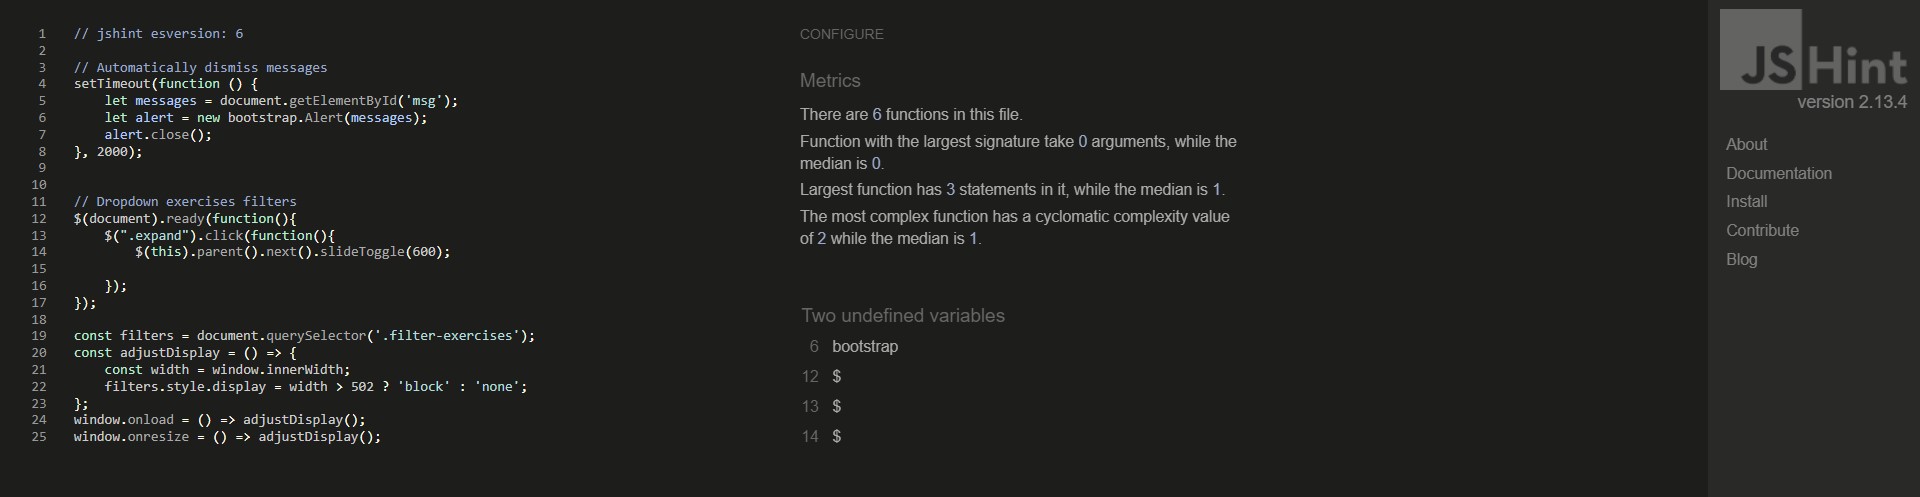 1 // jshint esversion: 6
2
3 // Automatically dismiss messages
4 setTimeout(function () {
5     let messages = document.getElementById('msg');
6     let alert = new bootstrap.Alert(messages);
7     alert.close();
8 }, 2000);
9
10
11 // Dropdown exercises filters
12 $(document).ready(function(){
13     $(".expand").click(function(){
14         $(this).parent().next().slideToggle(600);
15
16     });
17 });
18
19 const filters = document.querySelector('.filter-exercises');
20 const adjustDisplay = () => {
21     const width = window.innerWidth;
22     filters.style.display = width > 502 ? 'block' : 'none';
23 };
24 window.onload = () => adjustDisplay();
25 window.onresize = () => adjustDisplay();
CONFIGURE
Metrics
There are 6 functions in this file.
Function with the largest signature take 0 arguments, while the
median is 0.
Largest function has 3 statements in it, while the median is 1.
The most complex function has a cyclomatic complexity value
of 2 while the median is 1.
Two undefined variables
6 bootstrap
12 $
13 $
14 $
JSHint
version 2.13.4
About
Documentation
Install
Contribute
Blog